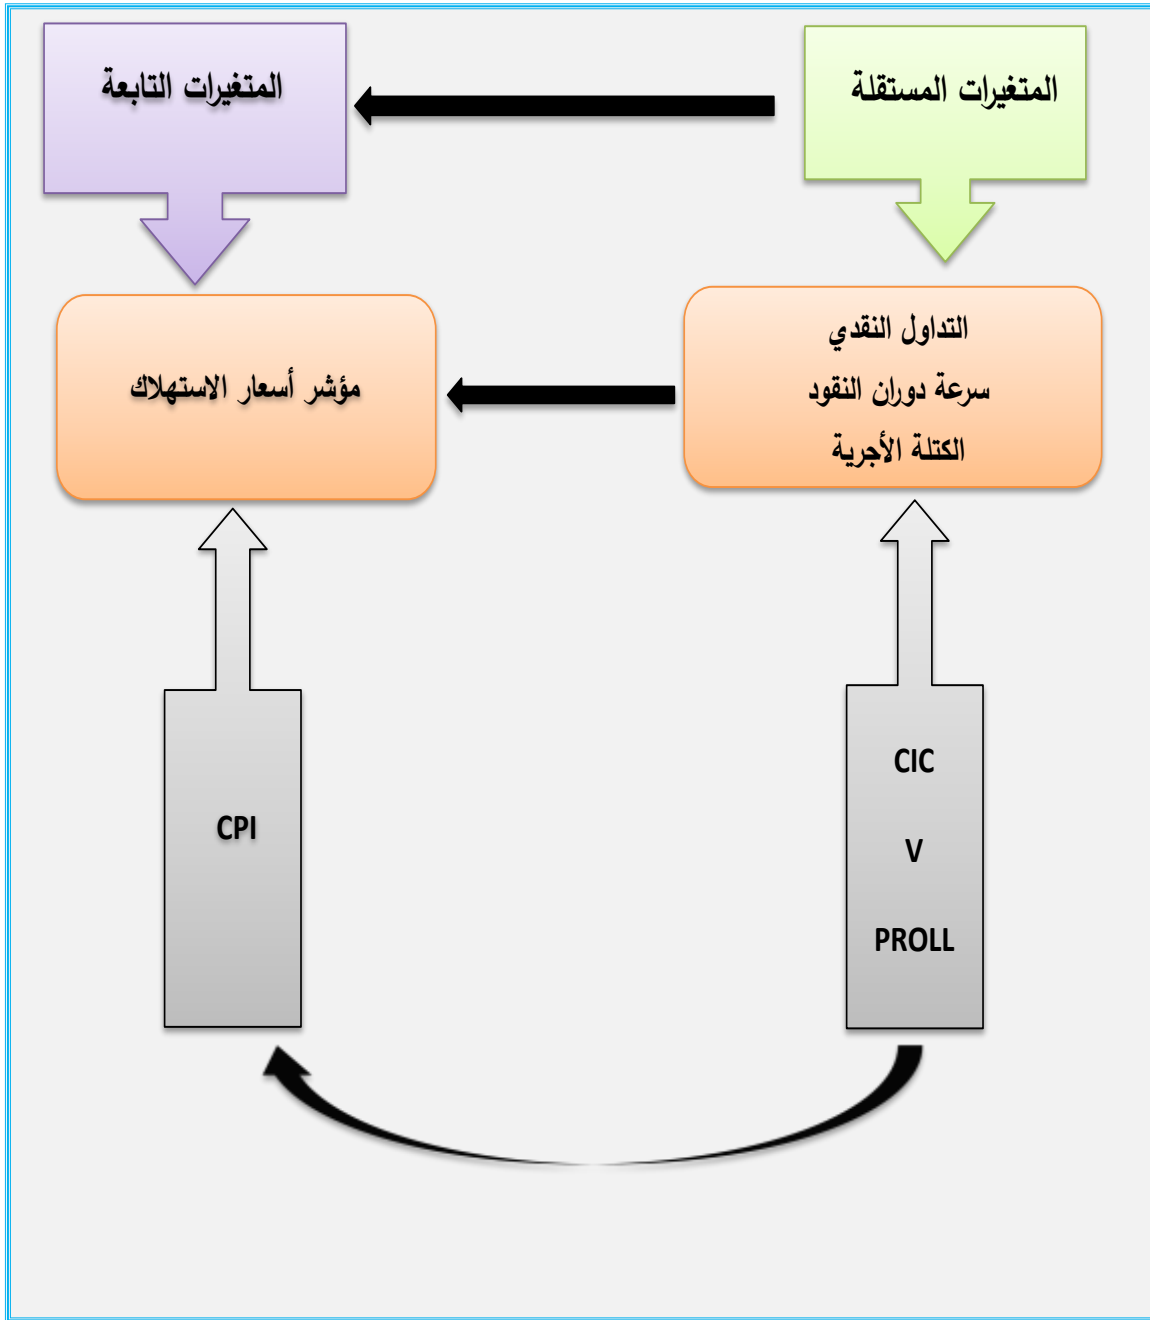 المتغيرات المستقلة
المتغيرات التابعة
التداول النقدي
سرعة دوران النقود
الكتلة الأجرية
مؤشر أسعار الاستهلاك
CIC
V
PROLL
CPI